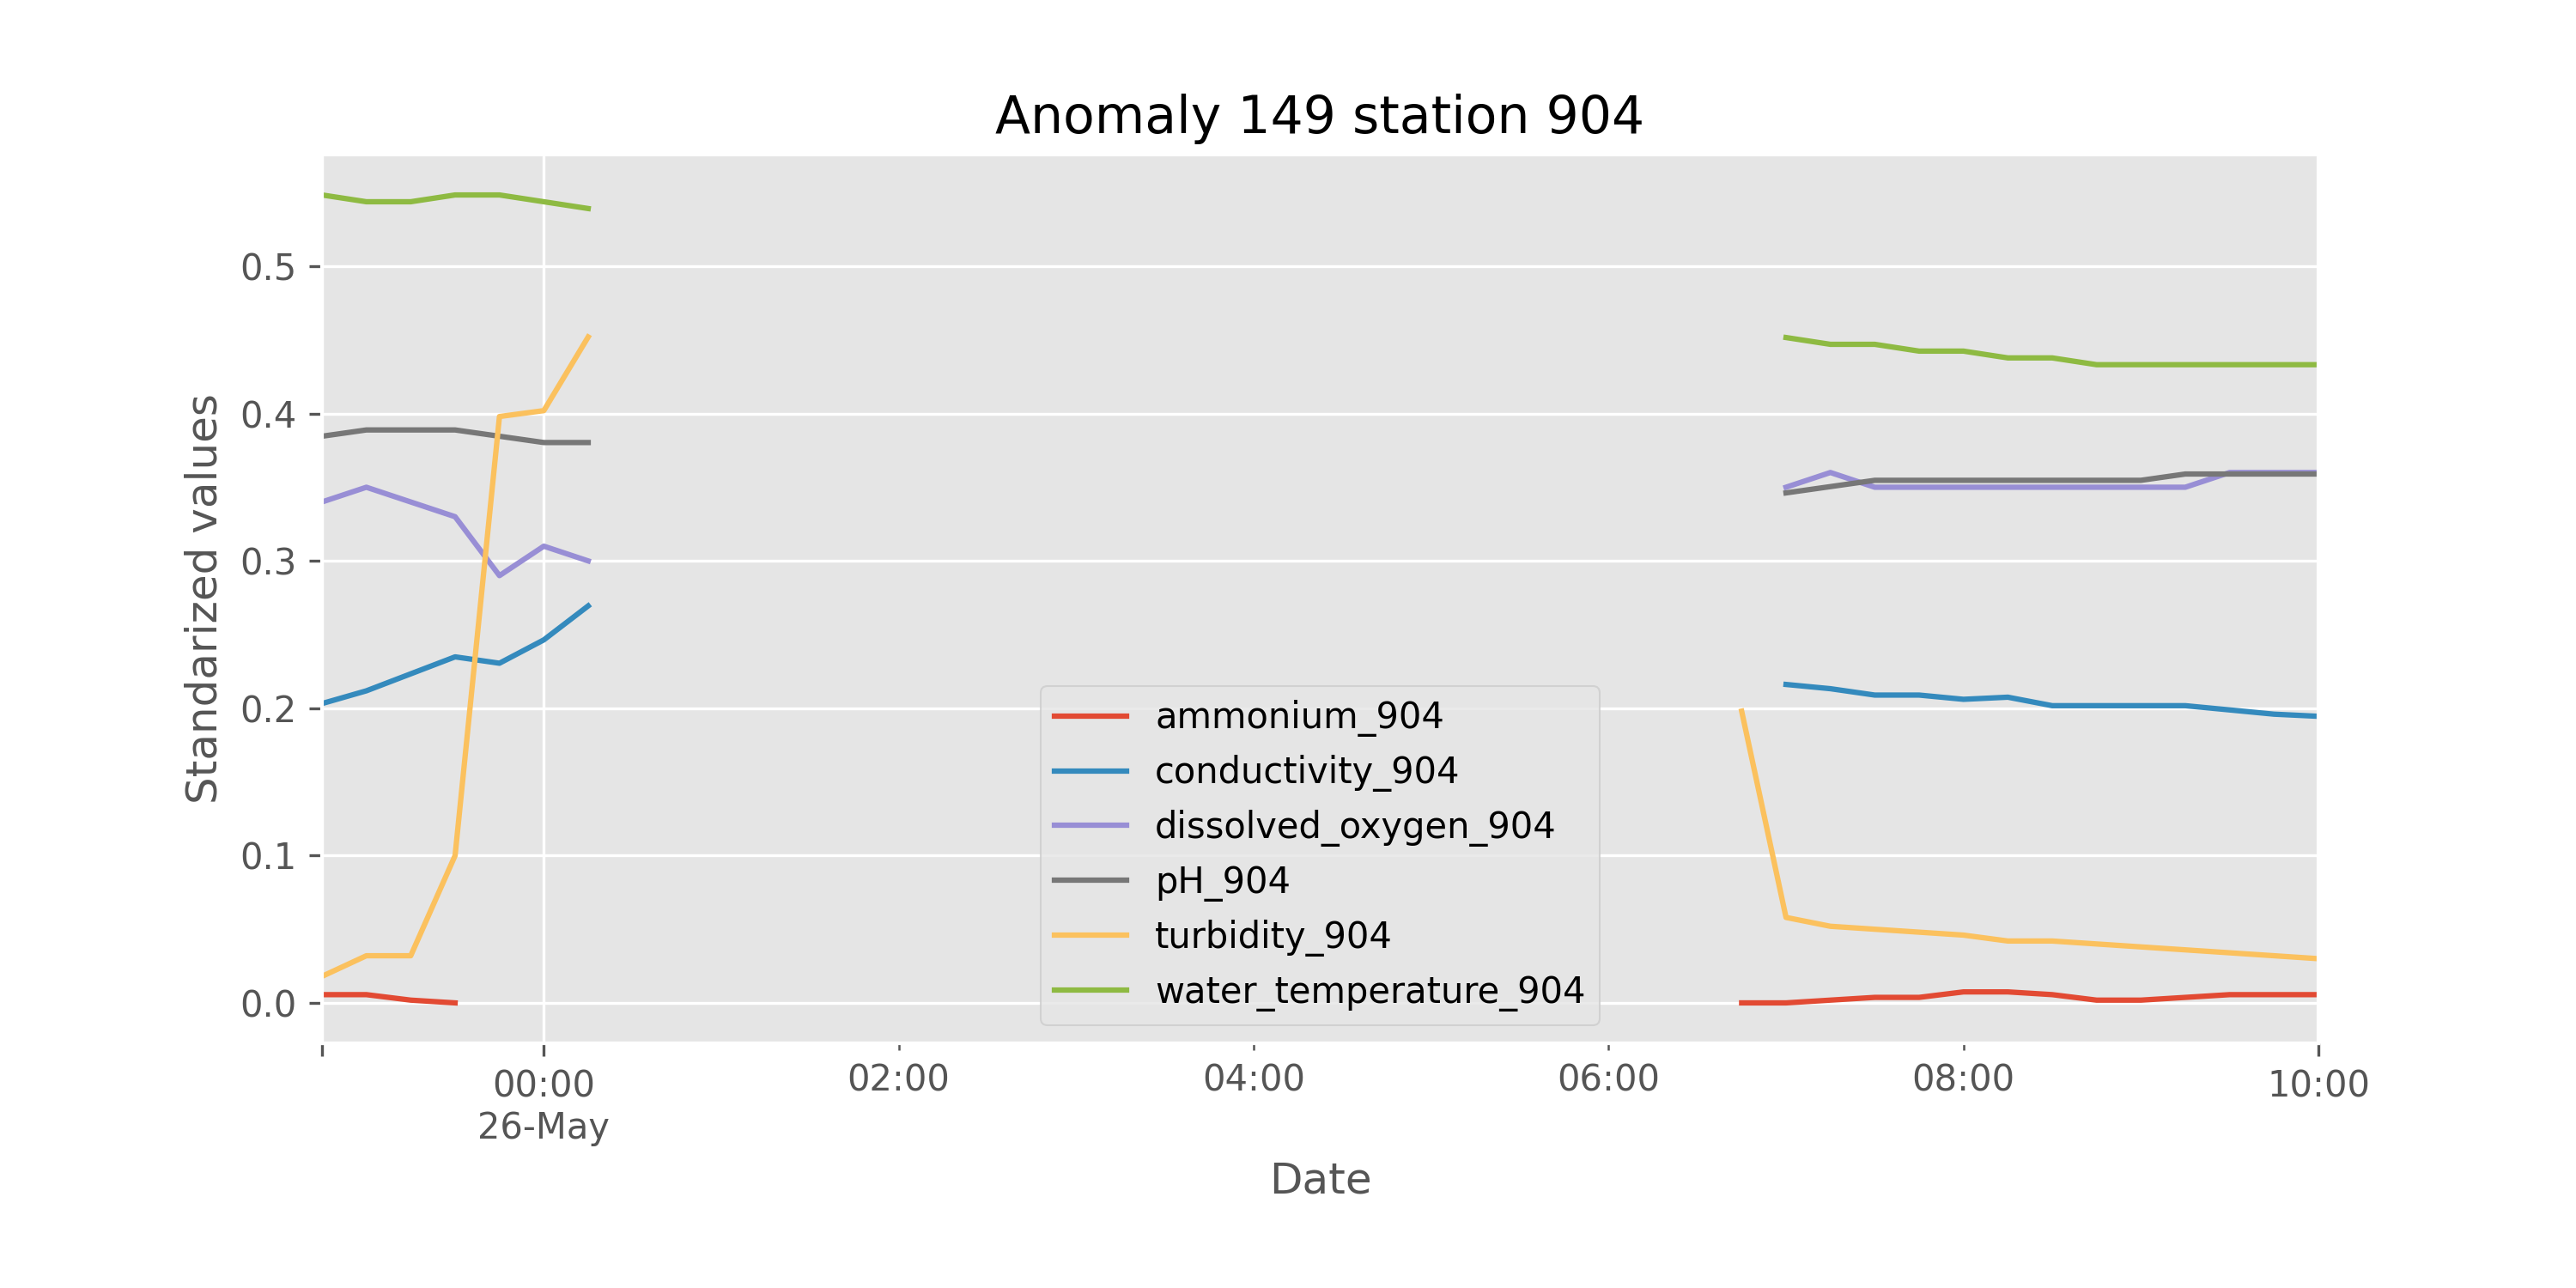 Anomaly 149 station 904
Standarized values
0.5
0.4
0.3
0.2
0.1
0.0
ammonium_904
conductivity_904
dissolved_oxygen_904
pH_904
turbidity_904
water_temperature_904
00:00
26-May
02:00
04:00
06:00
08:00
10:00
Date